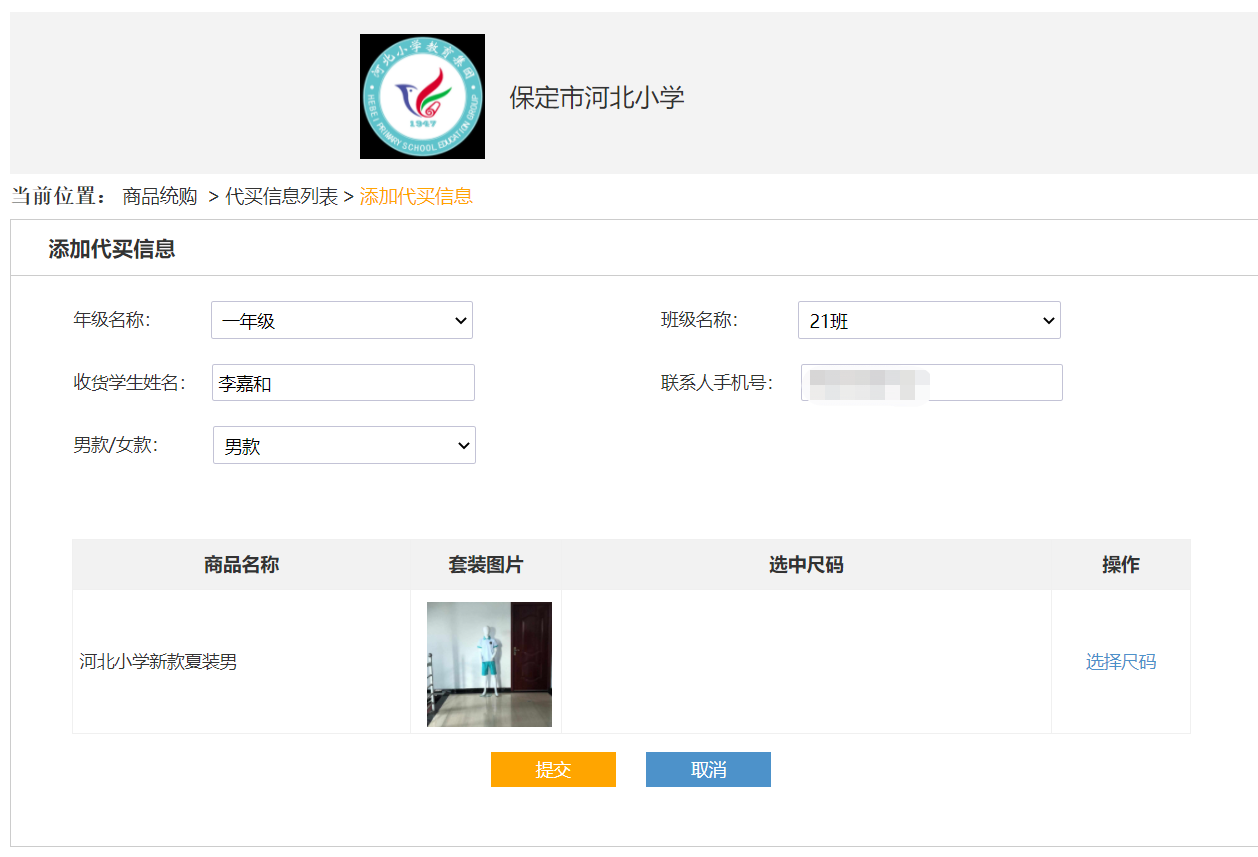 河北小学教育集团
1947
HEBEI PRIMARY SCHOOL EDUCATION GROUP
保定市河北小学
当前位置： 商品统购 > 代买信息列表 > 添加代买信息
添加代买信息
年级名称： 一年级 班级名称： 21班
收货学生姓名： 李嘉和 联系人手机号：
男款/女款： 男款
商品名称 套装图片 选中尺码 操作
河北小学新款夏装男 选择尺码
提交 取消